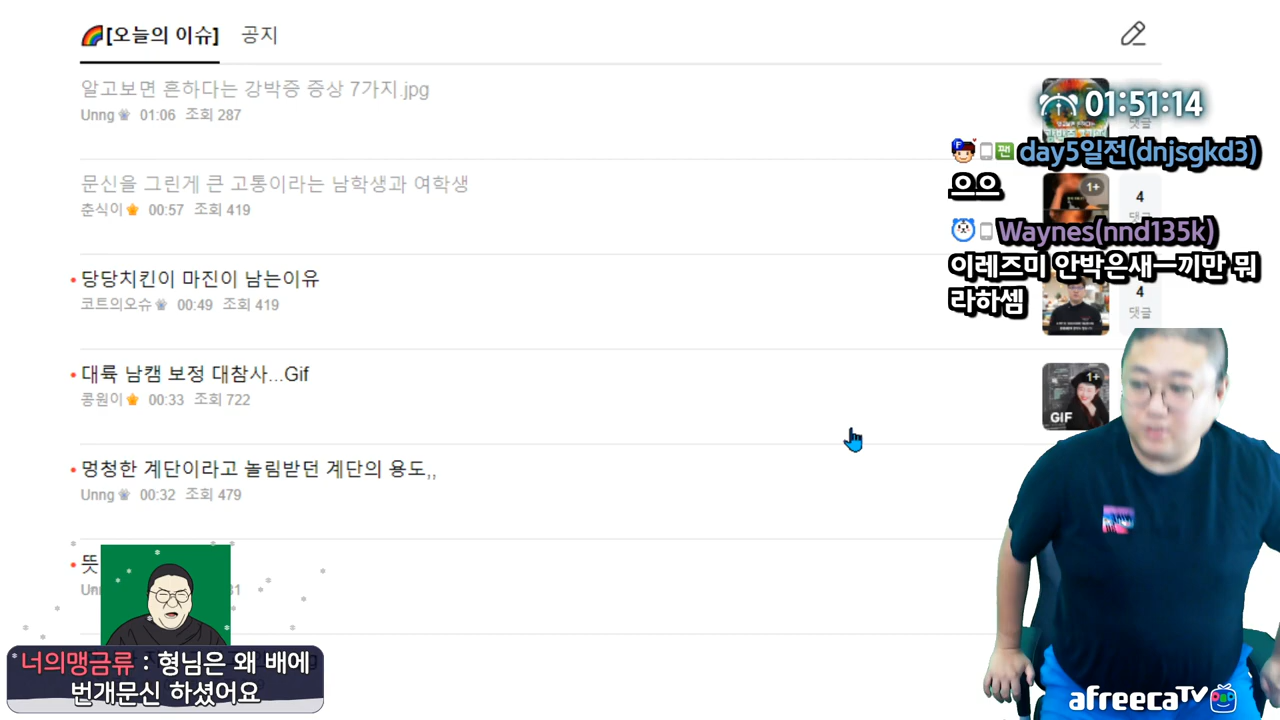 [오늘의 이슈] 공지
알고보면 흔하다는 강박증 증상 7가지.jpg
Unng 01:06 조회 287
문신을 그린게 큰 고통이라는 남학생과 여학생
춘식이 00:57 조회 419
당당치킨이 마진이 남는이유
코트의오슈 00:49 조회 419
대륙 남캠 보정 대참사...Gif
콩원이 00:33 조회 722
멍청한 계단이라고 놀림받던 계단의 용도,,
Unng 00:32 조회 479
뜻
01:51:14
댓글
팬 day5일전(dnjsgkd3)
으으
1+
4
Waynes(nnd135k)
이레즈미 안박은새ㅡ끼만 뭐
라하셈
4
댓글
1+
GIF
너의맹금류 : 형님은 왜 배에
번개문신 하셨어요
afreecaTV